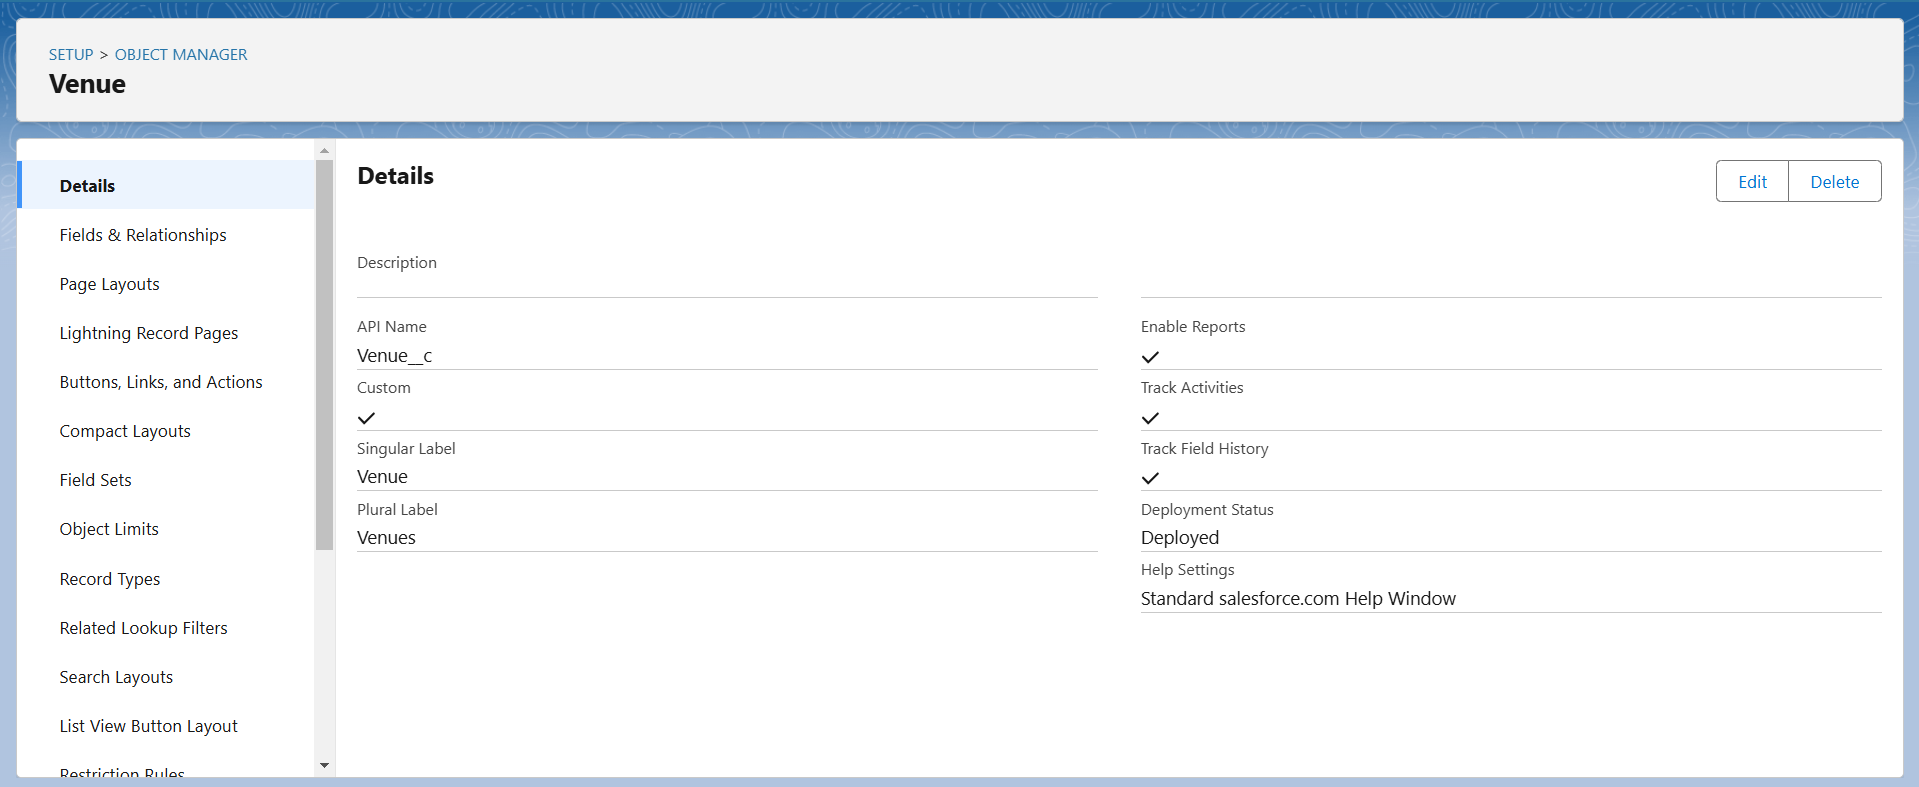 SETUP > OBJECT MANAGER
Venue
Details
Fields & Relationships
Page Layouts
Lightning Record Pages
Buttons, Links, and Actions
Compact Layouts
Field Sets
Object Limits
Record Types
Related Lookup Filters
Search Layouts
List View Button Layout
Restriction Rules
Details
Edit
Delete
Description
API Name
Venue__c
Custom
Singular Label
Venue
Plural Label
Venues
Enable Reports
Track Activities
Track Field History
Deployment Status
Deployed
Help Settings
Standard salesforce.com Help Window